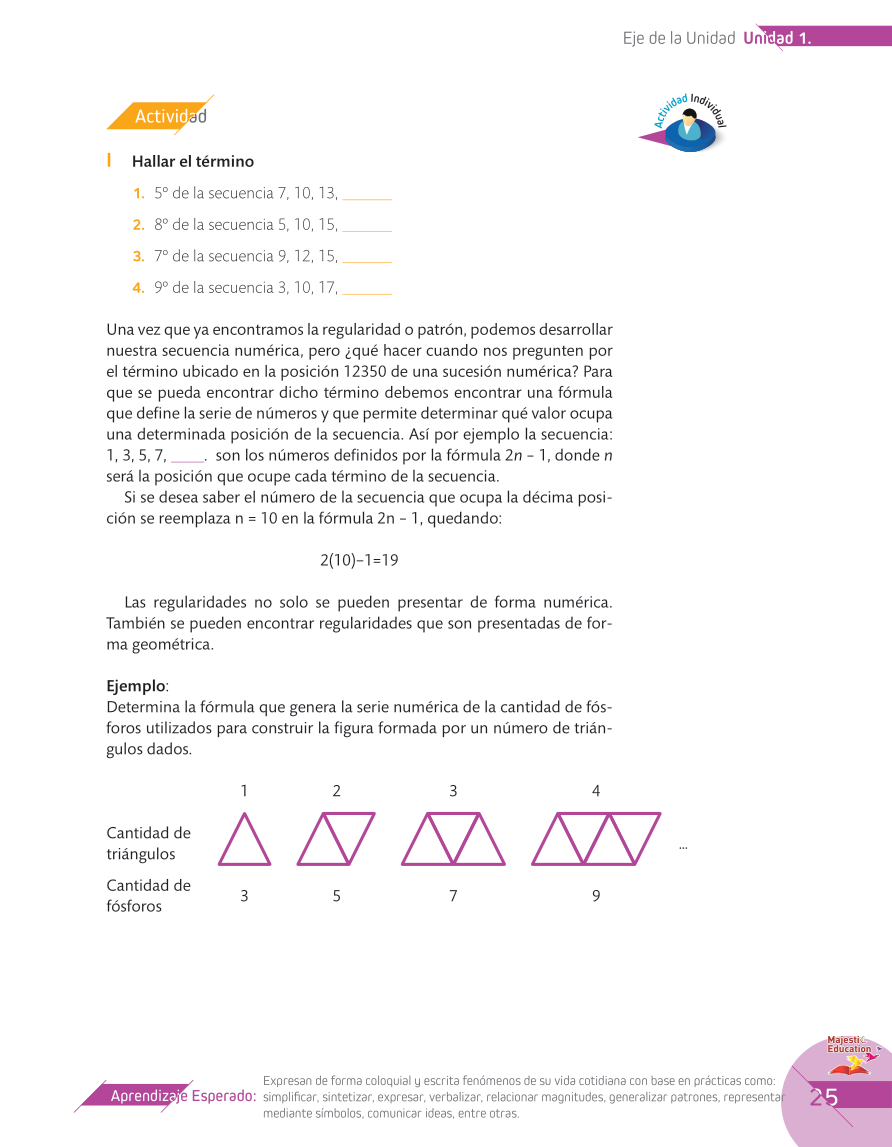 Eje de la Unidad Unidad 1.
Actividad
Actividad Individual
I Hallar el término
1. 5º de la secuencia 7, 10, 13, ______
2. 8º de la secuencia 5, 10, 15, ______
3. 7º de la secuencia 9, 12, 15, ______
4. 9º de la secuencia 3, 10, 17, ______
Una vez que ya encontramos la regularidad o patrón, podemos desarrollar
nuestra secuencia numérica, pero ¿qué hacer cuando nos pregunten por
el término ubicado en la posición 12350 de una sucesión numérica? Para
que se pueda encontrar dicho término debemos encontrar una fórmula
que define la serie de números y que permite determinar qué valor ocupa
una determinada posición de la secuencia. Así por ejemplo la secuencia:
1, 3, 5, 7, ____. son los números definidos por la fórmula 2n – 1, donde n
será la posición que ocupe cada término de la secuencia.
Si se desea saber el número de la secuencia que ocupa la décima posi-
ción se reemplaza n = 10 en la fórmula 2n – 1, quedando:
2(10)–1=19
Las regularidades no solo se pueden presentar de forma numérica.
También se pueden encontrar regularidades que son presentadas de for-
ma geométrica.
Ejemplo:
Determina la fórmula que genera la serie numérica de la cantidad de fós-
foros utilizados para construir la figura formada por un número de trián-
gulos dados.
1 2 3 4
Cantidad de
triángulos
...
Cantidad de
fósforos
3 5 7 9
Majestic
Education
Aprendizaje Esperado:
Expresan de forma coloquial y escrita fenómenos de su vida cotidiana con base en prácticas como:
simplificar, sintetizar, expresar, verbalizar, relacionar magnitudes, generalizar patrones, representar
mediante símbolos, comunicar ideas, entre otras.
25